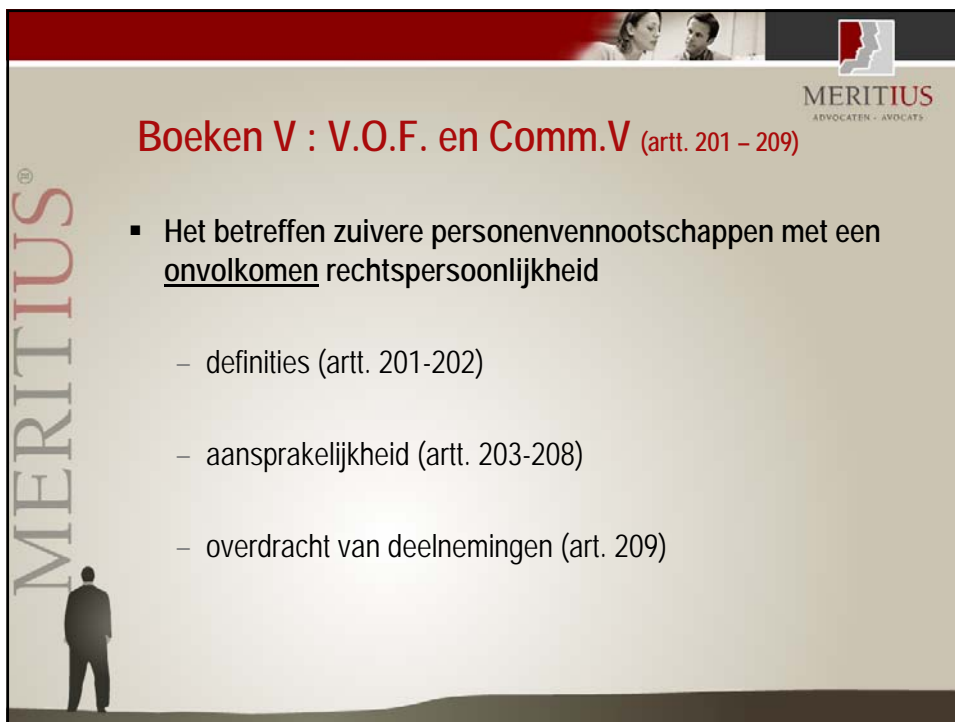 MERITIUS
ADVOCATEN - AVOCATS
Boeken V : V.O.F. en Comm.V (artt. 201 – 209)
▪ Het betreffen zuivere personenvennootschappen met een
onvolkomen rechtspersoonlijkheid
– definities (artt. 201-202)
– aansprakelijkheid (artt. 203-208)
– overdracht van deelnemingen (art. 209)
MERITIUS®